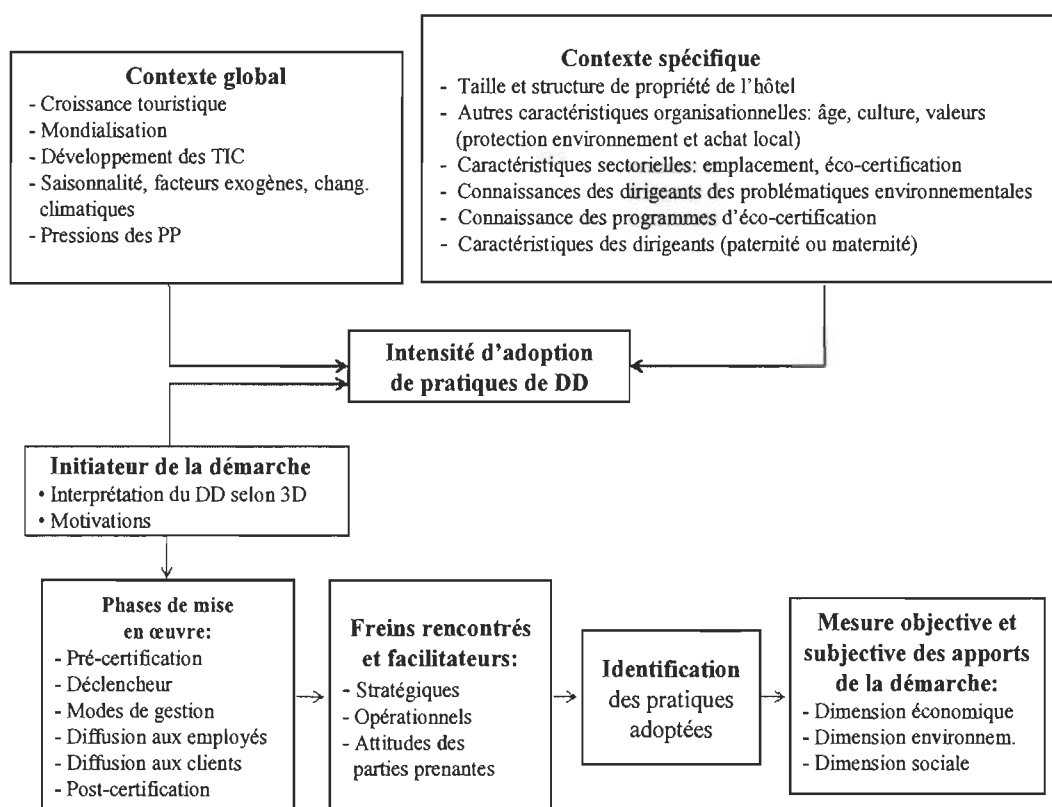 Contexte global
- Croissance touristique
- Mondialisation
- Développement des TIC
- Saisonnalité, facteurs exogènes, chang.
climatiques
- Pressions des PP
Contexte spécifique
- Taille et structure de propriété de l'hôtel
- Autres caractéristiques organisationnelles: âge, culture, valeurs
(protection environnement et achat local)
- Caractéristiques sectorielles: emplacement, éco-certification
- Connaissances des dirigeants des problématiques environnementales
- Connaissance des programmes d'éco-certification
- Caractéristiques des dirigeants (paternité ou maternité)
Intensité d'adoption
de pratiques de DD
Initiateur de la démarche
• Interprétation du DD selon 3D
• Motivations
Phases de mise
en œuvre:
- Pré-certification
- Déclencheur
- Modes de gestion
- Diffusion aux employés
- Diffusion aux clients
- Post-certification
Freins rencontrés
et facilitateurs:
- Stratégiques
- Opérationnels
- Attitudes des
parties prenantes
Identification
des pratiques
adoptées
Mesure objective et
subjective des apports
de la démarche:
- Dimension économique
- Dimension environnem.
- Dimension sociale